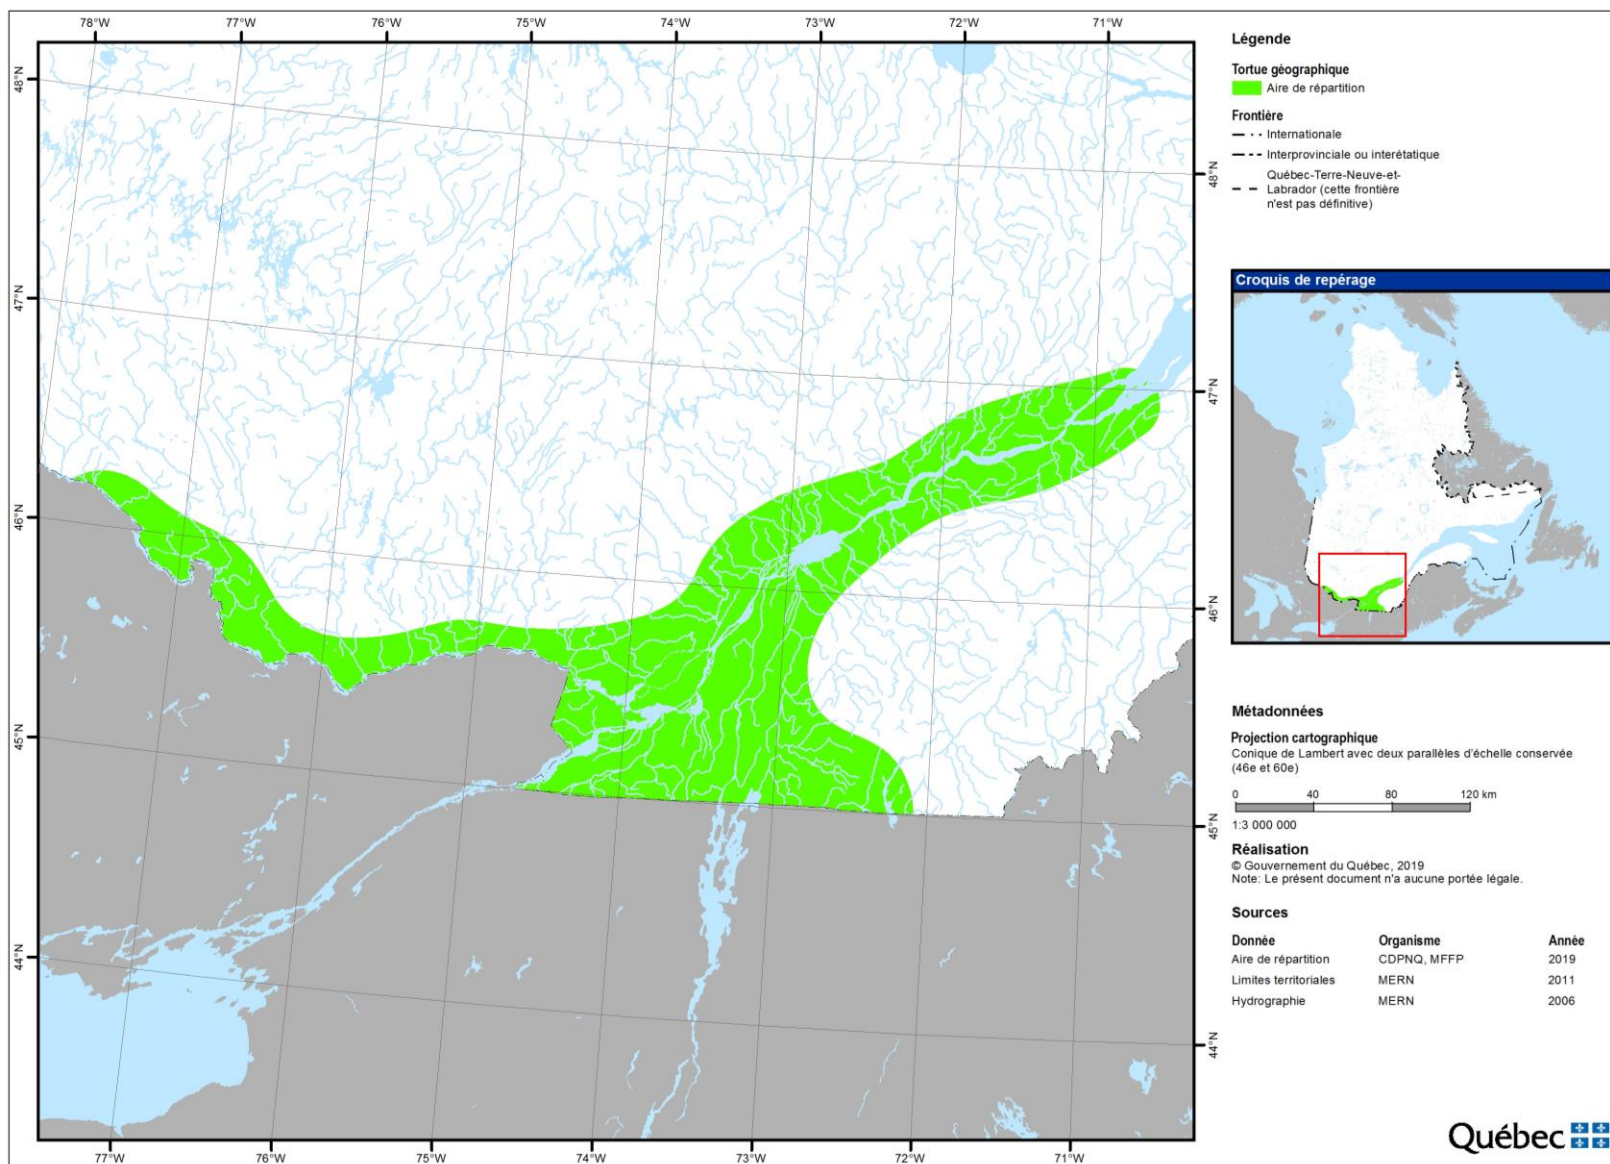 78°W 77°W 76°W 75°W 74°W 73°W 72°W 71°W
48°N
47°N
46°N
45°N
44°N
48°N
47°N
46°N
45°N
44°N
77°W 76°W 75°W 74°W 73°W 72°W 71°W
Légende
Tortue géographique
Aire de répartition
Frontière
Internationale
Interprovinciale ou interétatique
Québec-Terre-Neuve-et-
Labrador (cette frontière
n'est pas définitive)
Croquis de repérage
Métadonnées
Projection cartographique
Conique de Lambert avec deux parallèles d'échelle conservée
(46e et 60e)
0 40 80 120 km
1:3 000 000
Réalisation
© Gouvernement du Québec, 2019
Note: Le présent document n'a aucune portée légale.
Sources
Donnée Organisme Année
Aire de répartition CDPNQ, MFFP 2019
Limites territoriales MERN 2011
Hydrographie MERN 2006
Québec